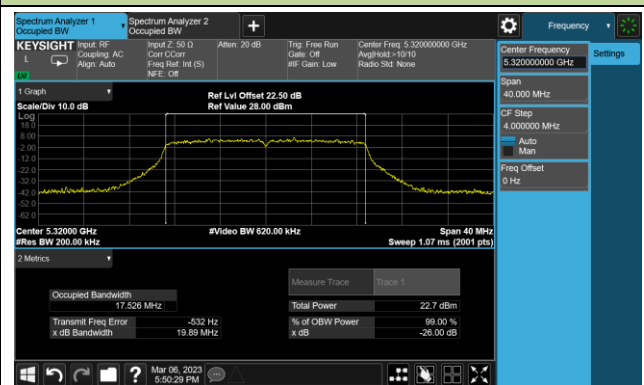 Spectrum Analyzer 1
Occupied BW
Spectrum Analyzer 2
Occupied BW
Frequency
KEYSIGHT
L
Input: RF
Coupling: AC
Align: Auto
Input Z: 50 Ω
Corr CCorr
Freq Ref: Int (S)
NFE: Off
Atten: 20 dB
Trig: Free Run
Gate: Off
#IF Gain: Low
Center Freq: 5.320000000 GHz
Avg|Hold:>10/10
Radio Std: None
Center Frequency
5.320000000 GHz
Settings
Span
40.000 MHz
CF Step
4.000000 MHz
Auto
Man
Freq Offset
0 Hz
1 Graph
Scale/Div 10.0 dB
Ref Lvl Offset 22.50 dB
Ref Value 28.00 dBm
Log
18.0
8.00
-2.00
-12.0
-22.0
-32.0
-42.0
-52.0
-62.0
Center 5.32000 GHz
#Res BW 200.00 kHz
#Video BW 620.00 kHz
Span 40 MHz
Sweep 1.07 ms (2001 pts)
2 Metrics
Measure Trace
Trace 1
Occupied Bandwidth
17.526 MHz
Total Power
22.7 dBm
Transmit Freq Error
-532 Hz
% of OBW Power
99.00 %
x dB Bandwidth
19.89 MHz
x dB
-26.00 dB
?
Mar 06, 2023
5:50:29 PM